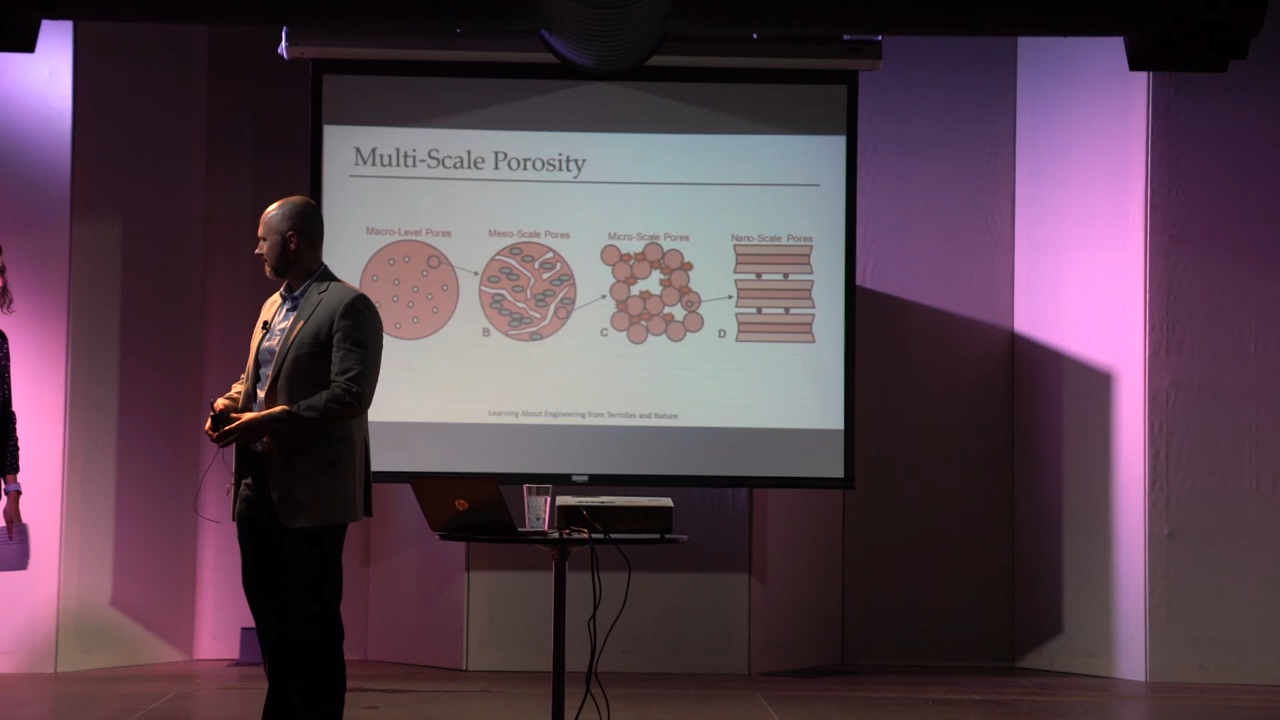 Multi-Scale Porosity
Macro-Level Pores
Meso-Scale Pores
Micro-Scale Pores
Nano-Scale Pores
B
C
D
Learning About Engineering from Termites and Nature
hp